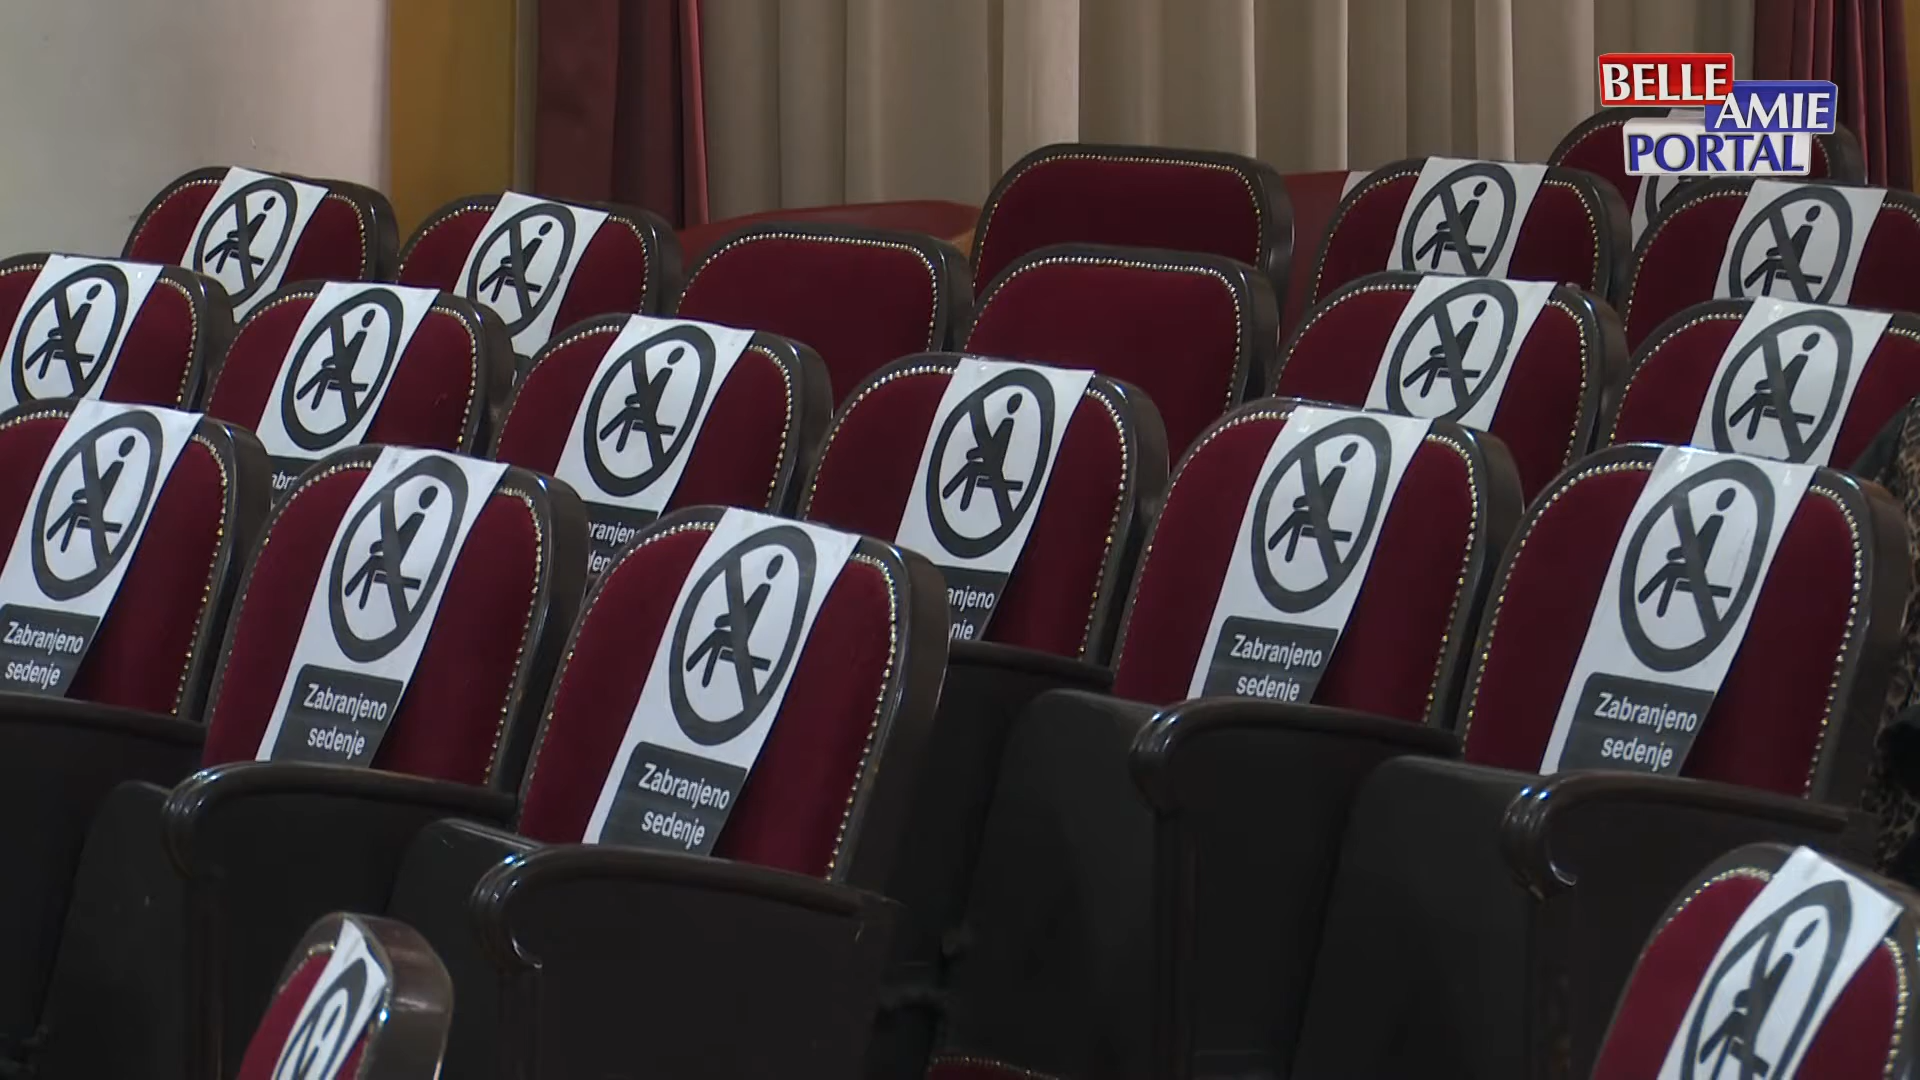 BELLE
AMIE
PORTAL
Zabranjeno
sedenje
Zabranjeno
sedenje
Zabranjeno
sedenje
Zabranjeno
sedenje
Zabranjeno
sedenje